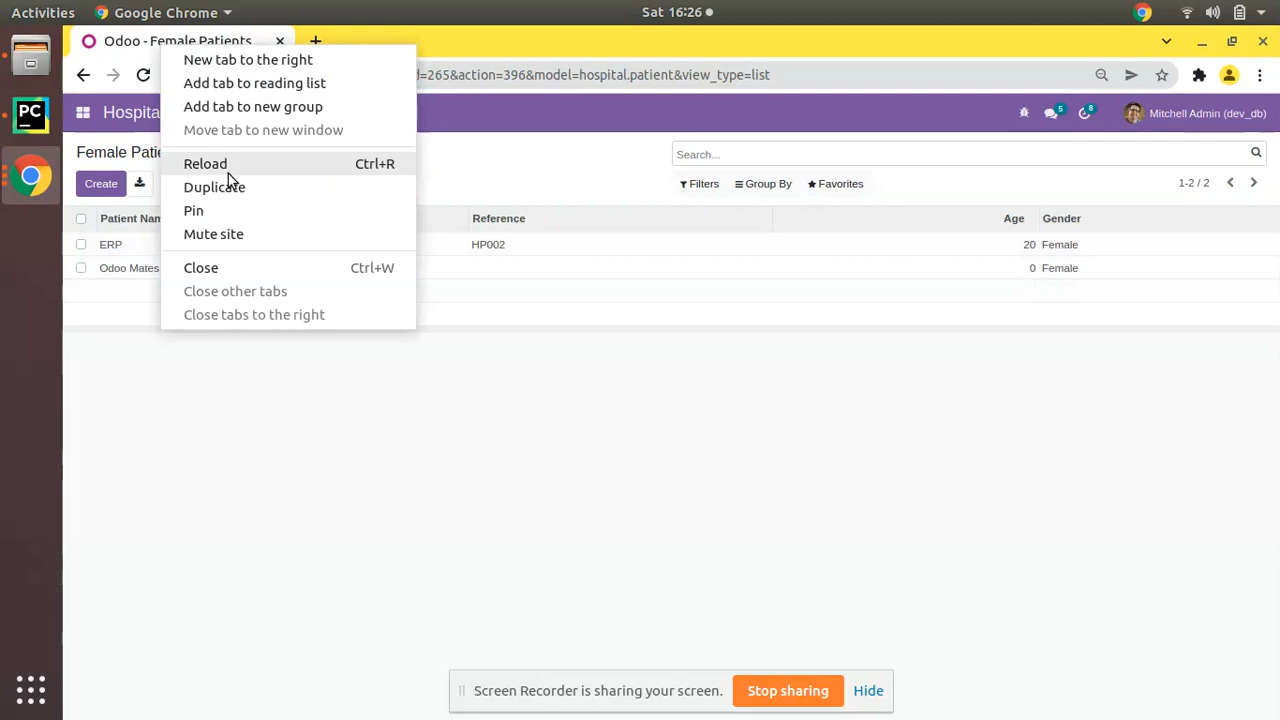 Activities Google Chrome Sat 16:26
Odoo - Female Patients
d=265&action=396&model=hospital.patient&view_type=list
New tab to the right
Add tab to reading list
Add tab to new group
Move tab to new window
Reload Ctrl+R
Duplicate
Pin
Mute site
Close Ctrl+W
Close other tabs
Close tabs to the right
PC
Hospita 5 8 Mitchell Admin (dev_db)
Female Patie Search...
Create Filters Group By Favorites 1-2 / 2
Patient Nam Reference Age Gender
ERP HP002 20 Female
Odoo Mates 0 Female
Screen Recorder is sharing your screen. Stop sharing Hide